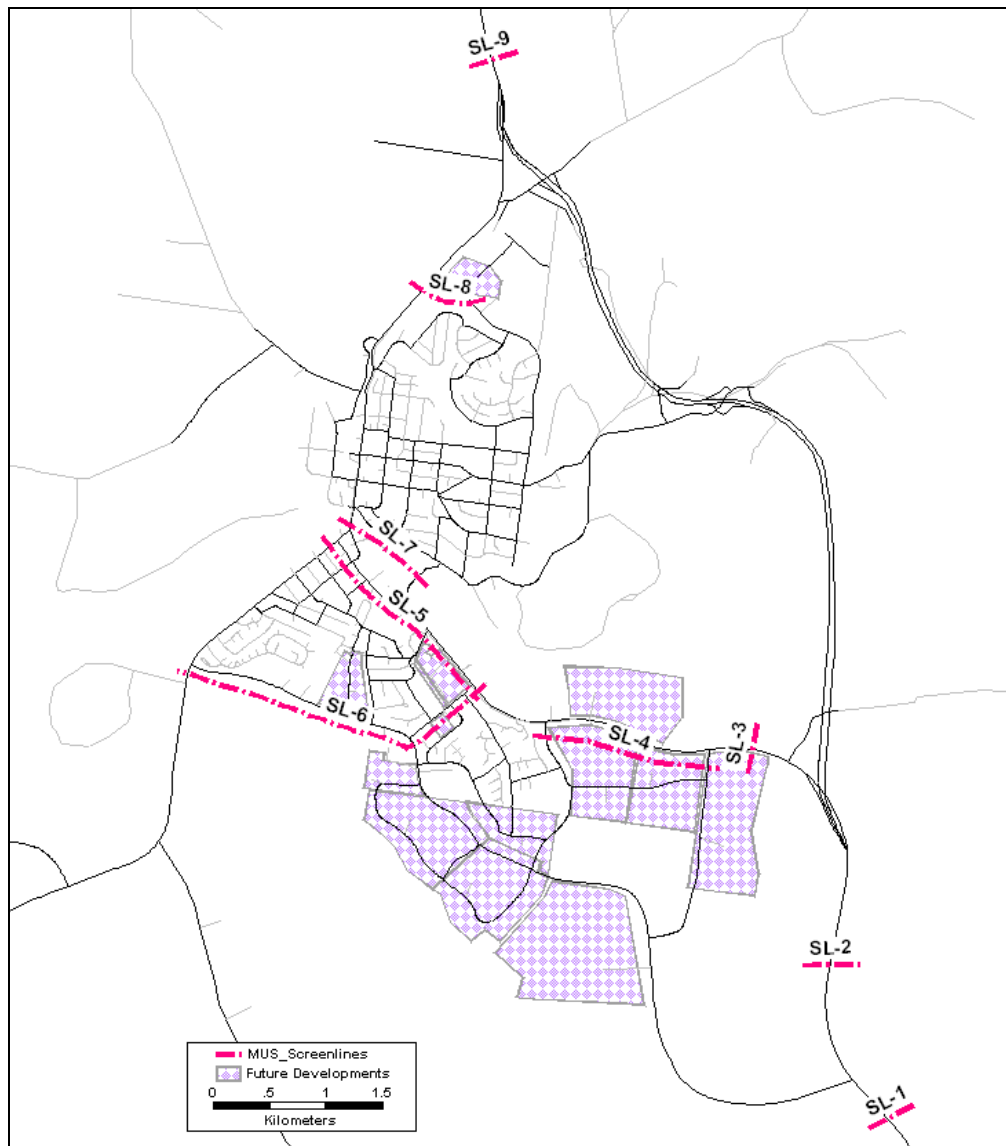 SL-9
SL-8
SL-7
SL-5
SL-6
SL-4
SL-3
SL-2
SL-1
MUS_Screenlines
Future Developments
0 .5 1 1.5
Kilometers